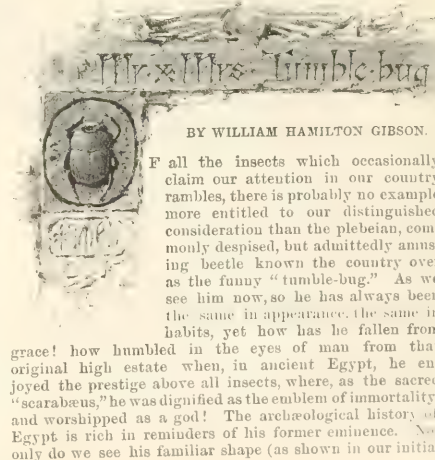 Mr. & Mrs. Tumble-bug
BY WILLIAM HAMILTON GIBSON.
F all the insects which occasionally
claim our attention in our country
rambles, there is probably no example
more entitled to our distinguished
consideration than the plebeian, com
monly despised, but admittedly amus
ing beetle known the country over
as the funny "tumble-bug." As we
see him now, so he has always been
the same in appearance, the same in
habits, yet how has he fallen from
grace! how humbled in the eyes of man from that
original high estate when, in ancient Egypt, he en
joyed the prestige above all insects, where, as the sacred
"scarabæus," he was dignified as the emblem of immortality
and worshipped as a god! The archæological history of
Egypt is rich in reminders of his former eminence. Not
only do we see his familiar shape (as shown in our initia